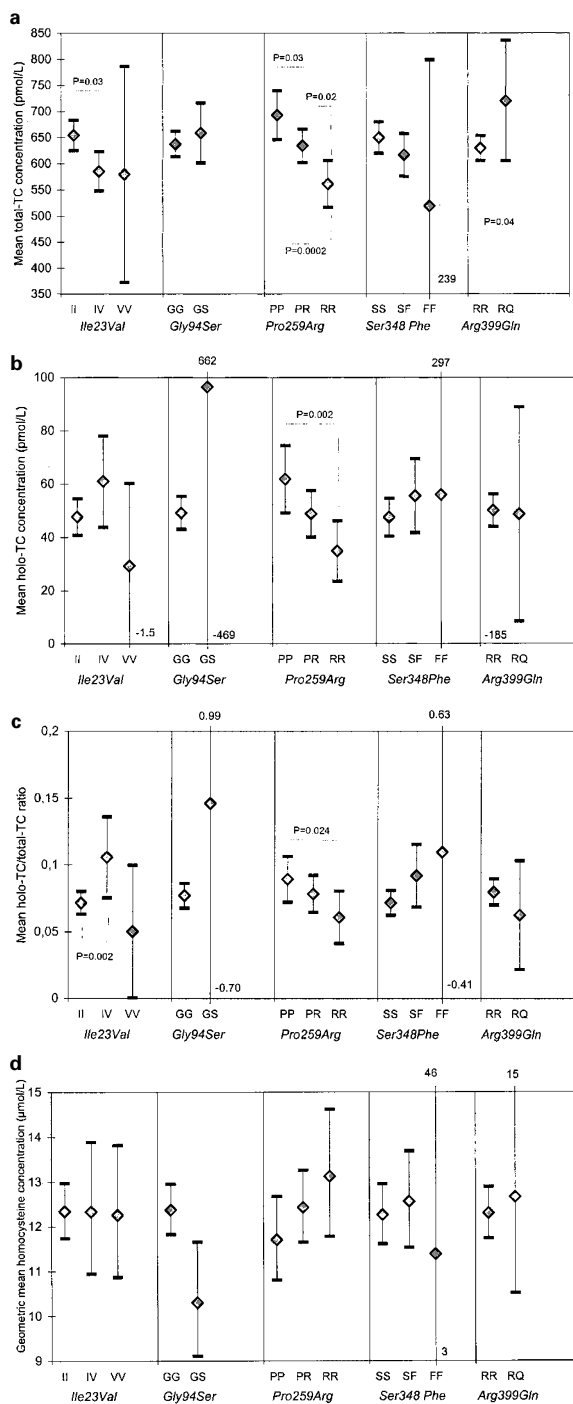 a
Mean total-TC concentration (pmol/L)
850
800
750
700
650
600
550
500
450
400
350
P=0.03
P=0.03
P=0.02
P=0.0002
P=0.04
239
II IV VV GG GS PP PR RR SS SF FF RR RQ
Ile23Val Gly94Ser Pro259Arg Ser348 Phe Arg399Gln
b
662 297
Mean holo-TC concentration (pmol/L)
100
80
60
40
20
0
P=0.002
-1.5 -469 -185
II IV VV GG GS PP PR RR SS SF FF RR RQ
Ile23Val Gly94Ser Pro259Arg Ser348Phe Arg399Gln
c
0.99 0.63
Mean holo-TC/total-TC ratio
0,2
0,15
0,1
0,05
0
P=0.024
P=0.002
-0.70 -0.41
II IV VV GG GS PP PR RR SS SF FF RR RQ
Ile23Val Gly94Ser Pro259Arg Ser348Phe Arg399Gln
d
46 15
Geometric mean homocysteine concentration (µmol/L)
15
14
13
12
11
10
9
3
II IV VV GG GS PP PR RR SS SF FF RR RQ
Ile23Val Gly94Ser Pro259Arg Ser348 Phe Arg399Gln